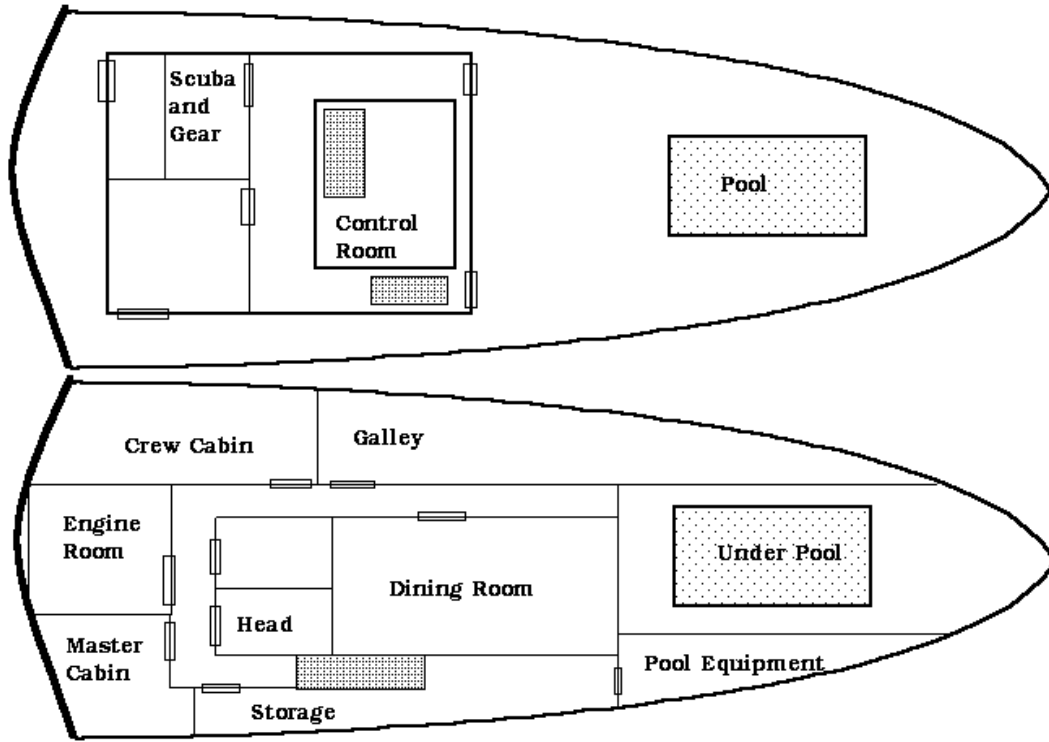 Scuba
and
Gear
Pool
Control
Room
Crew Cabin
Galley
Engine
Room
Under Pool
Dining Room
Head
Master
Cabin
Pool Equipment
Storage